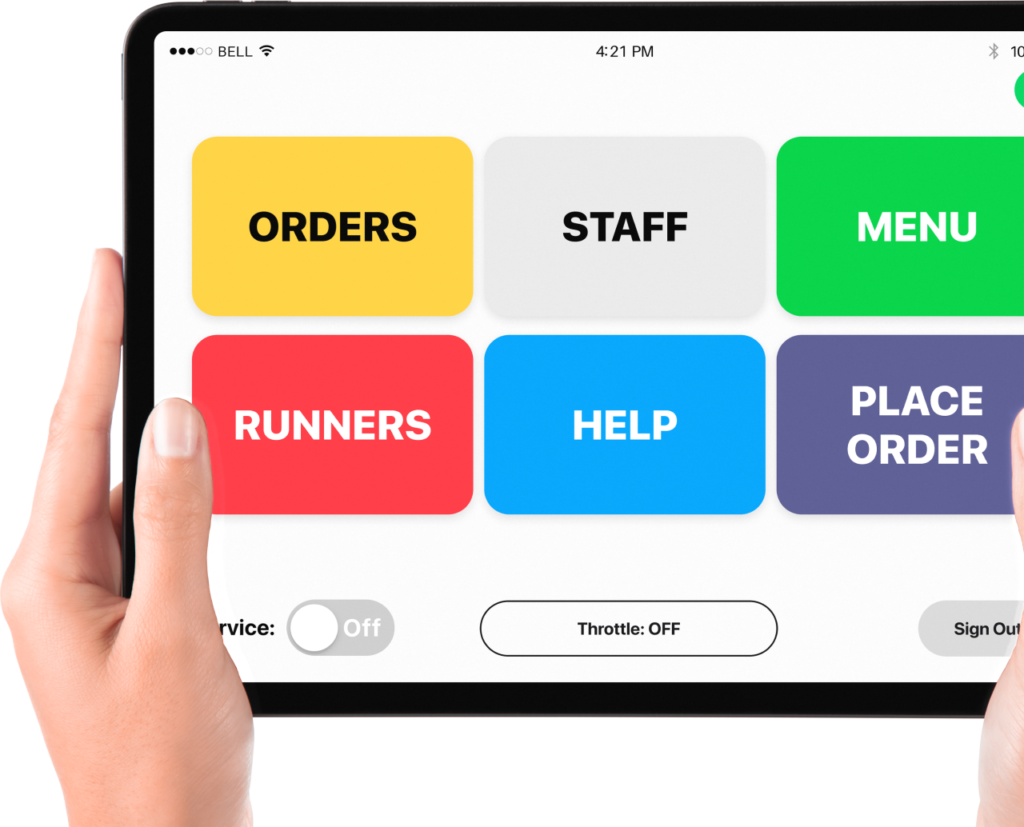 BELL 4:21 PM 10
ORDERS STAFF MENU
RUNNERS HELP PLACE
ORDER
rvice: Off Throttle: OFF Sign Out